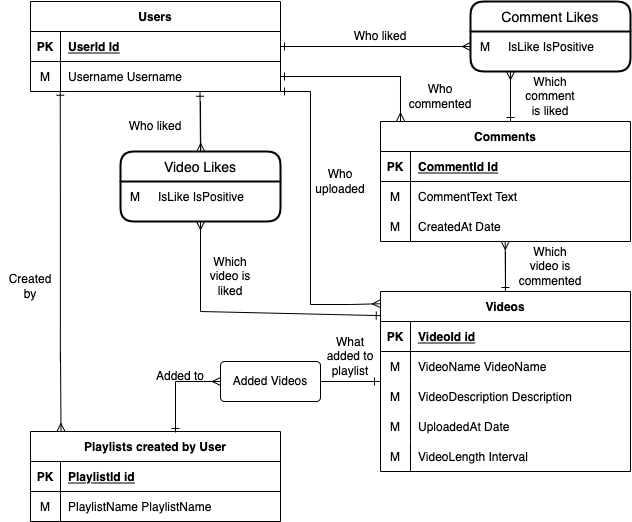 Users
PK UserId Id
M Username Username
Who liked
Comment Likes
M IsLike IsPositive
Who
commented
Which
comment
is liked
Who liked
Video Likes
M IsLike IsPositive
Who
uploaded
Comments
PK CommentId Id
M CommentText Text
M CreatedAt Date
Created
by
Which
video is
liked
Which
video is
commented
Videos
PK VideoId id
M VideoName VideoName
M VideoDescription Description
M UploadedAt Date
M VideoLength Interval
What
added to
playlist
Added to
Added Videos
Playlists created by User
PK PlaylistId id
M PlaylistName PlaylistName